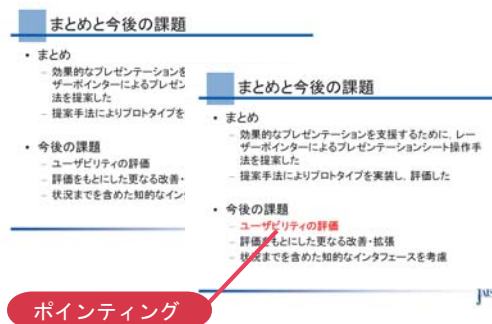 まとめと今後の課題
• まとめ
– 効果的なプレゼンテーションを
ザーポインターによるプレゼン
法を提案した
– 提案手法によりプロトタイプを
• 今後の課題
– ユーザビリティの評価
– 評価をもとにした更なる改善・
– 状況までを含めた知的なイン
まとめと今後の課題
• まとめ
– 効果的なプレゼンテーションを支援するために，レー
ザーポインターによるプレゼンテーションシート操作手
法を提案した
– 提案手法によりプロトタイプを実装し，評価した
• 今後の課題
– ユーザビリティの評価
– 評価をもとにした更なる改善・拡張
– 状況までを含めた知的なインタフェースを考慮
ポインティング